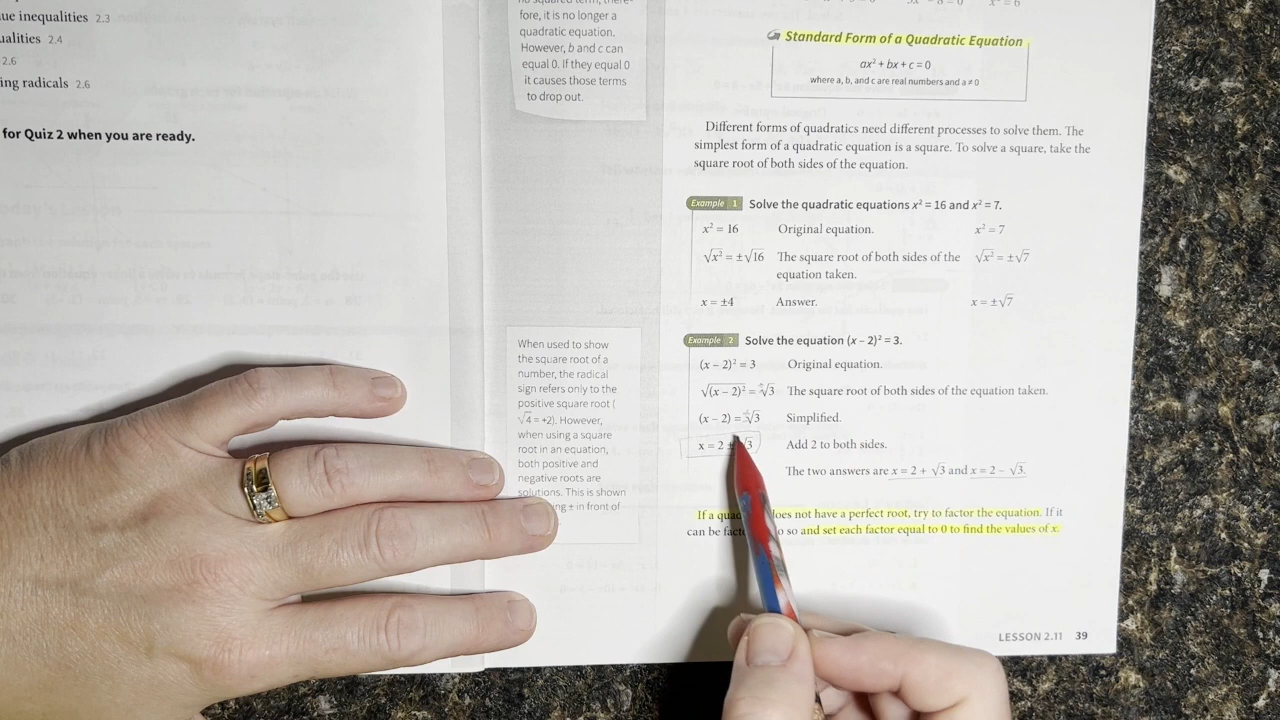 ue inequalities 2.3
ualities 2.4
2.6
ing radicals 2.6
for Quiz 2 when you are ready.
fore, it is no longer a
quadratic equation.
However, b and c can
equal 0. If they equal 0
it causes those terms
to drop out.
When used to show
the square root of a
number, the radical
sign refers only to the
positive square root (
√4 = +2). However,
when using a square
root in an equation,
both positive and
negative roots are
solutions. This is shown
ing ± in front of
Standard Form of a Quadratic Equation
ax² + bx + c = 0
where a, b, and c are real numbers and a ≠ 0
Different forms of quadratics need different processes to solve them. The
simplest form of a quadratic equation is a square. To solve a square, take the
square root of both sides of the equation.
Example 1 Solve the quadratic equations x² = 16 and x² = 7.
x² = 16 Original equation. x² = 7
√x² = ±√16 The square root of both sides of the √x² = ±√7
equation taken.
x = ±4 Answer. x = ±√7
Example 2 Solve the equation (x – 2)² = 3.
(x – 2)² = 3 Original equation.
√(x – 2)² = ±√3 The square root of both sides of the equation taken.
(x – 2) = ±√3 Simplified.
x = 2 ± √3 Add 2 to both sides.
The two answers are x = 2 + √3 and x = 2 – √3.
If a quad oes not have a perfect root, try to factor the equation. If it
can be fact o so and set each factor equal to 0 to find the values of x.
LESSON 2.11 39